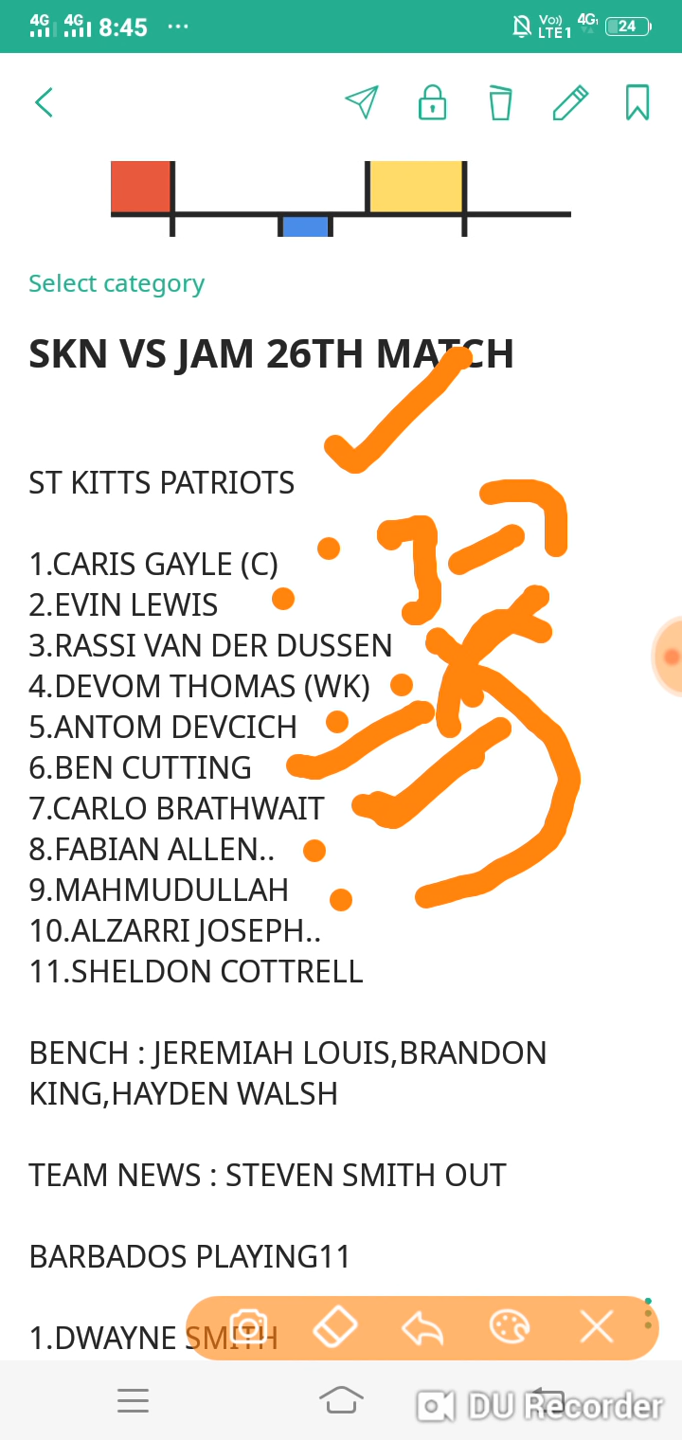 4G 4G 8:45 ... Vo)) LTE1 4G 24
Select category
SKN VS JAM 26TH MATCH
ST KITTS PATRIOTS
1.CARIS GAYLE (C)
2.EVIN LEWIS
3.RASSI VAN DER DUSSEN
4.DEVOM THOMAS (WK)
5.ANTOM DEVCICH
6.BEN CUTTING
7.CARLO BRATHWAIT
8.FABIAN ALLEN..
9.MAHMUDULLAH
10.ALZARRI JOSEPH..
11.SHELDON COTTRELL
BENCH : JEREMIAH LOUIS,BRANDON
KING,HAYDEN WALSH
TEAM NEWS : STEVEN SMITH OUT
BARBADOS PLAYING11
1.DWAYNE SMITH
DU Recorder